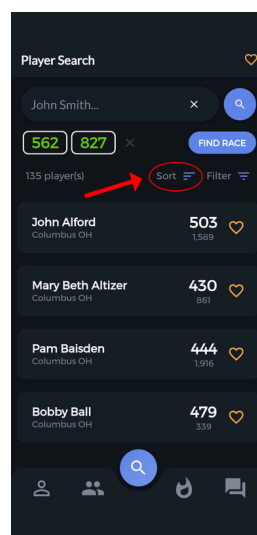 Player Search
John Smith...
562 827
FIND RACE
135 player(s) Sort Filter
John Alford 503
Columbus OH 1,589
Mary Beth Altizer 430
Columbus OH 861
Pam Baisden 444
Columbus OH 1,916
Bobby Ball 479
Columbus OH 339